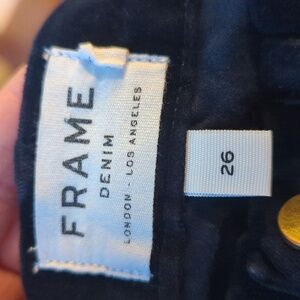 FRAME
DENIM
LONDON - LOS ANGELES
26